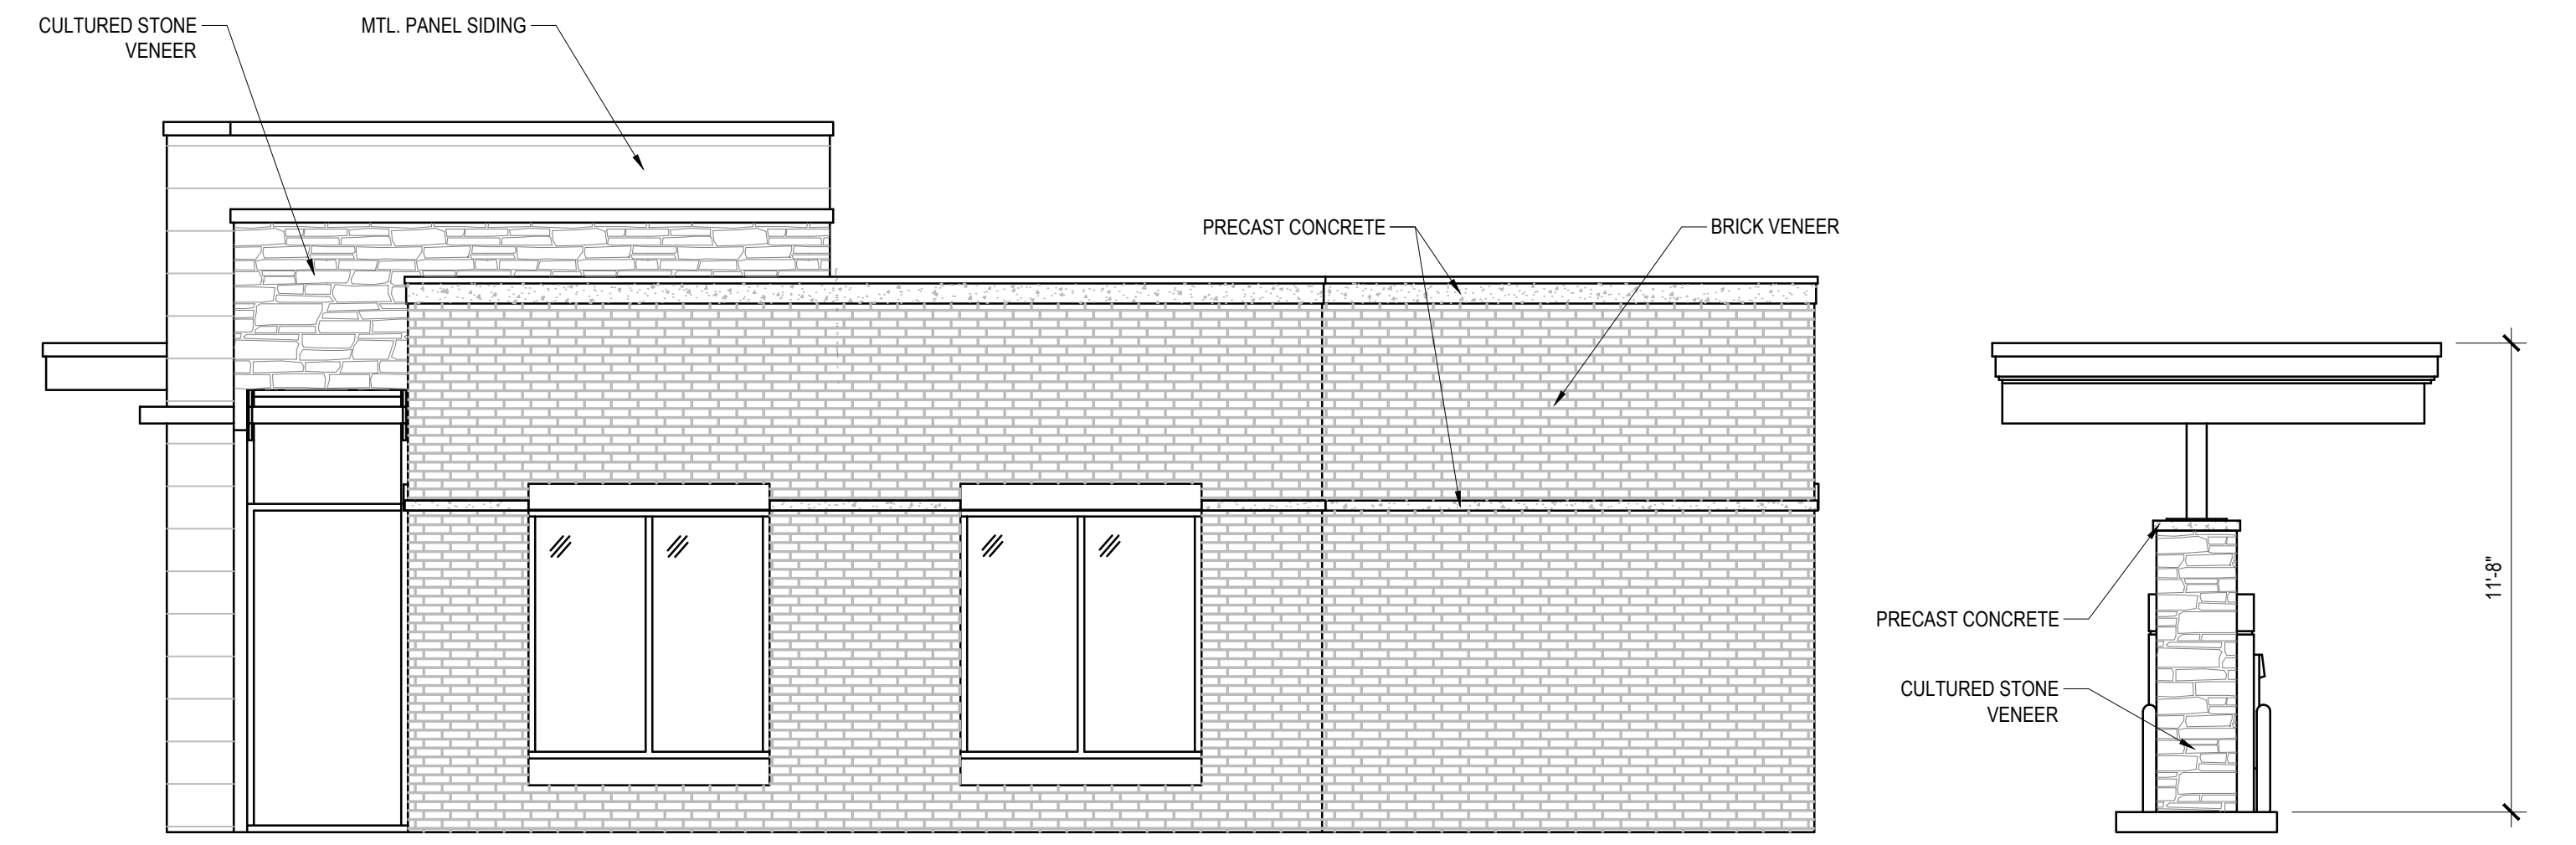 CULTURED STONE
VENEER
MTL. PANEL SIDING
PRECAST CONCRETE
BRICK VENEER
PRECAST CONCRETE
CULTURED STONE
VENEER
11'-8"